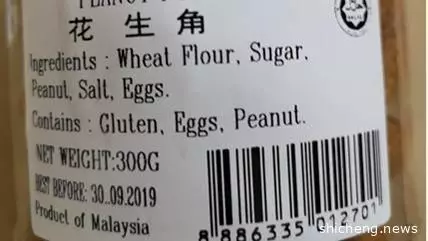 PEANUT
花生角
Ingredients : Wheat Flour, Sugar,
Peanut, Salt, Eggs.
Contains : Gluten, Eggs, Peanut.
NET WEIGHT:300G
BEST BEFORE: 30..09.2019
Product of Malaysia
8 886335 012701
shicheng.news